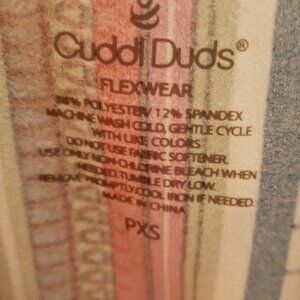 Cuddl Duds®
FLEXWEAR
88% POLYESTER/ 12% SPANDEX
MACHINE WASH COLD, GENTLE CYCLE
WITH LIKE COLORS
DO NOT USE FABRIC SOFTENER.
USE ONLY NON-CHLORINE BLEACH WHEN
NEEDED. TUMBLE DRY LOW.
REMOVE PROMPTLY. COOL IRON IF NEEDED.
MADE IN CHINA
PXS